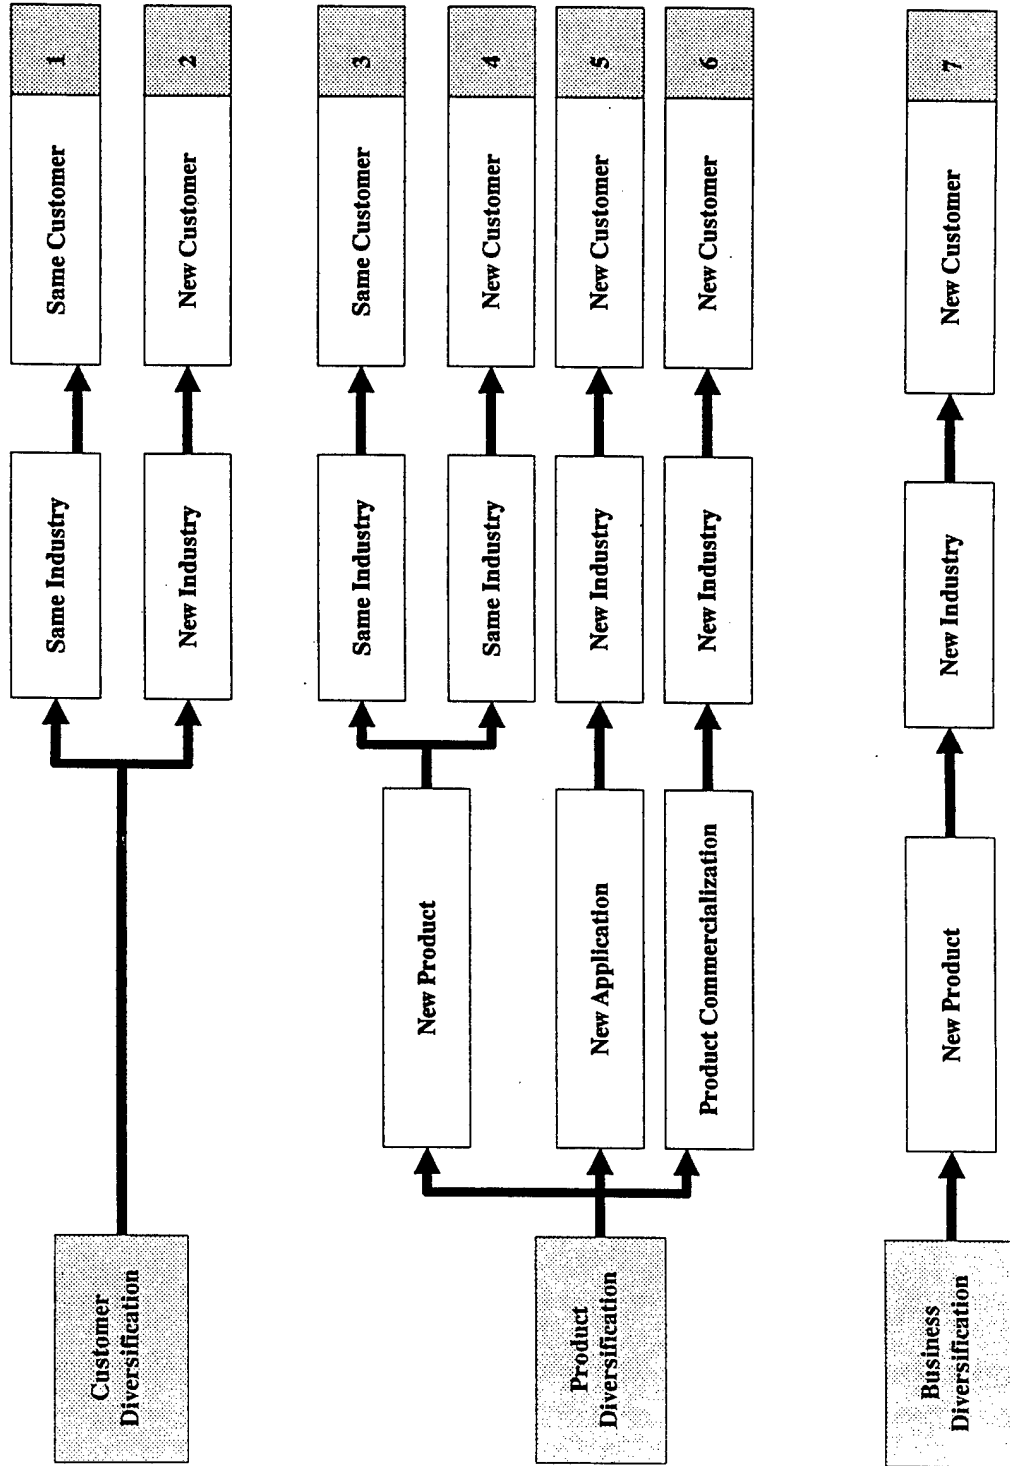 Customer
Diversification
Same Industry
Same Customer
1
New Industry
New Customer
2
Product
Diversification
New Product
Same Industry
Same Customer
3
Same Industry
New Customer
4
New Application
New Industry
New Customer
5
Product Commercialization
New Industry
New Customer
6
Business
Diversification
New Product
New Industry
New Customer
7